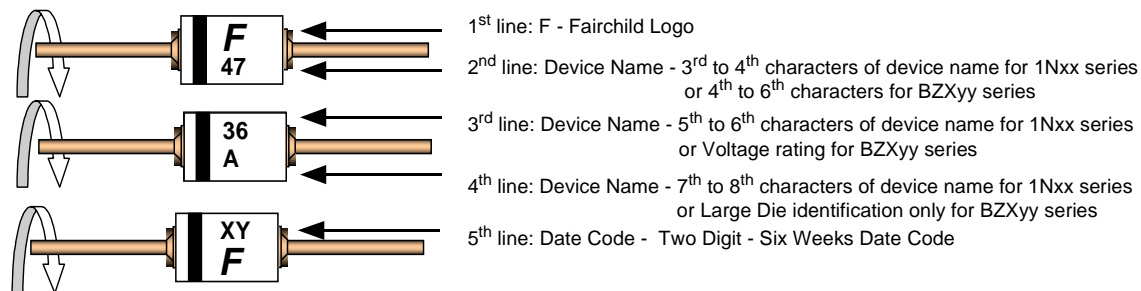 F
47
36
A
XY
F
1st line: F - Fairchild Logo
2nd line: Device Name - 3rd to 4th characters of device name for 1Nxx series
or 4th to 6th characters for BZXyy series
3rd line: Device Name - 5th to 6th characters of device name for 1Nxx series
or Voltage rating for BZXyy series
4th line: Device Name - 7th to 8th characters of device name for 1Nxx series
or Large Die identification only for BZXyy series
5th line: Date Code - Two Digit - Six Weeks Date Code